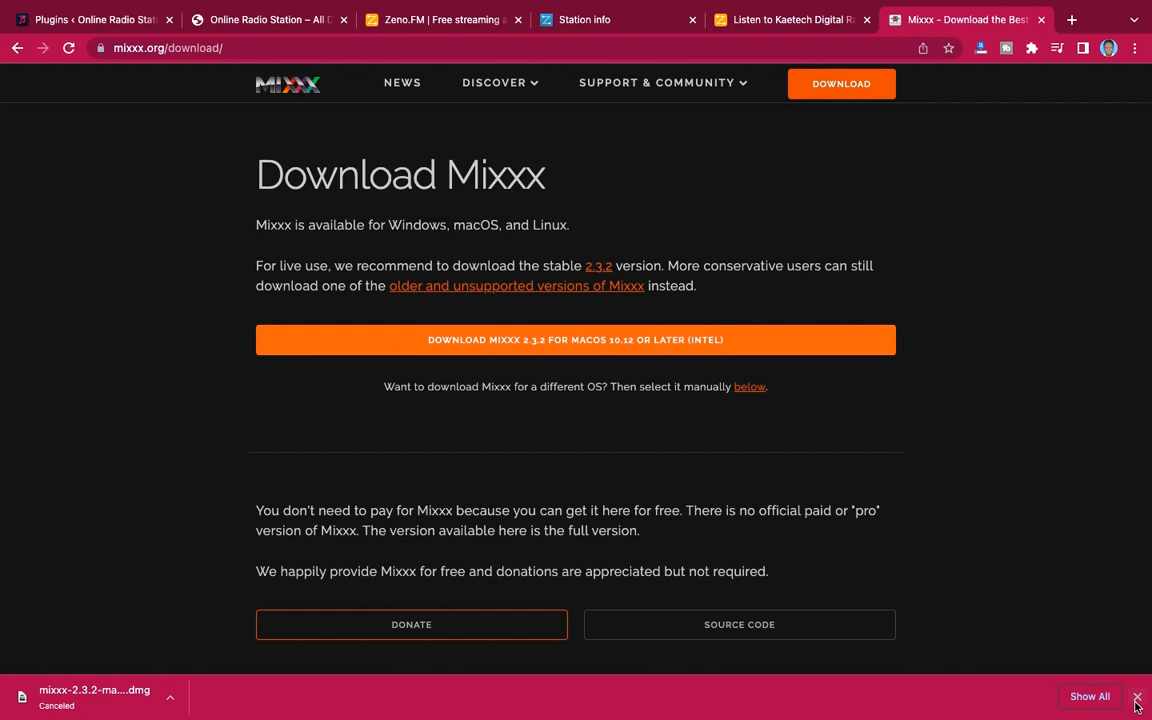 Plugins ‹ Online Radio Stati
Online Radio Station – All D
Zeno.FM | Free streaming a
Station info
Listen to Kaetech Digital Ra
Mixxx - Download the Best
mixxx.org/download/
MIXXX
NEWS
DISCOVER
SUPPORT & COMMUNITY
DOWNLOAD
Download Mixxx
Mixxx is available for Windows, macOS, and Linux.
For live use, we recommend to download the stable 2.3.2 version. More conservative users can still
download one of the older and unsupported versions of Mixxx instead.
DOWNLOAD MIXXX 2.3.2 FOR MACOS 10.12 OR LATER (INTEL)
Want to download Mixxx for a different OS? Then select it manually below.
You don't need to pay for Mixxx because you can get it here for free. There is no official paid or "pro"
version of Mixxx. The version available here is the full version.
We happily provide Mixxx for free and donations are appreciated but not required.
DONATE
SOURCE CODE
mixxx-2.3.2-ma....dmg
Canceled
Show All